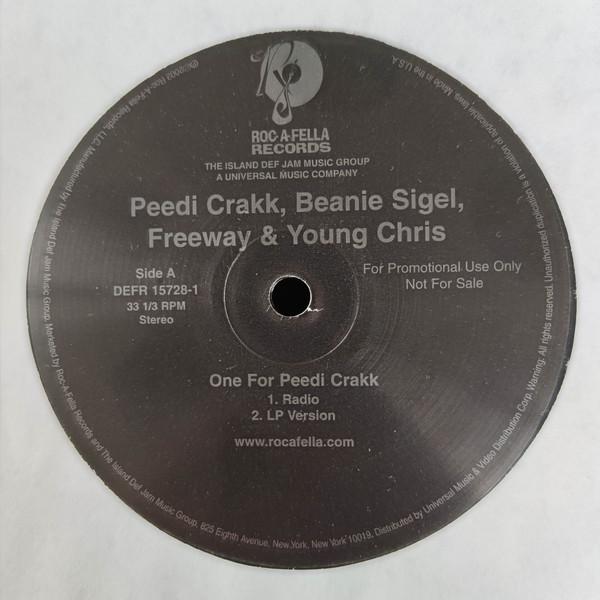 ROC-A-FELLA
RECORDS
THE ISLAND DEF JAM MUSIC GROUP
A UNIVERSAL MUSIC COMPANY
Peedi Crakk, Beanie Sigel,
Freeway & Young Chris
Side A
DEFR 15728-1
33 1/3 RPM
Stereo
For Promotional Use Only
Not For Sale
One For Peedi Crakk
1. Radio
2. LP Version
www.rocafella.com
℗©2002 Roc-A-Fella Records, LLC. Manufactured by The Island Def Jam Music Group. Marketed by Roc-A-Fella Records and The Island Def Jam Music Group, 825 Eighth Avenue, New York, New York 10019. Distributed by Universal Music & Video Distribution Corp. Warning: All rights reserved. Unauthorized duplication is a violation of applicable laws. Made in the U.S.A.